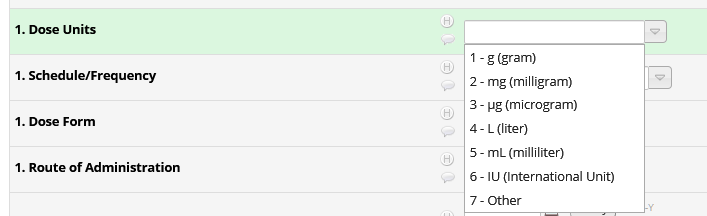 1. Dose Units
H
1 - g (gram)
2 - mg (milligram)
3 - µg (microgram)
4 - L (liter)
5 - mL (milliliter)
6 - IU (International Unit)
7 - Other
1. Schedule/Frequency
H
1. Dose Form
H
1. Route of Administration
H
-Y